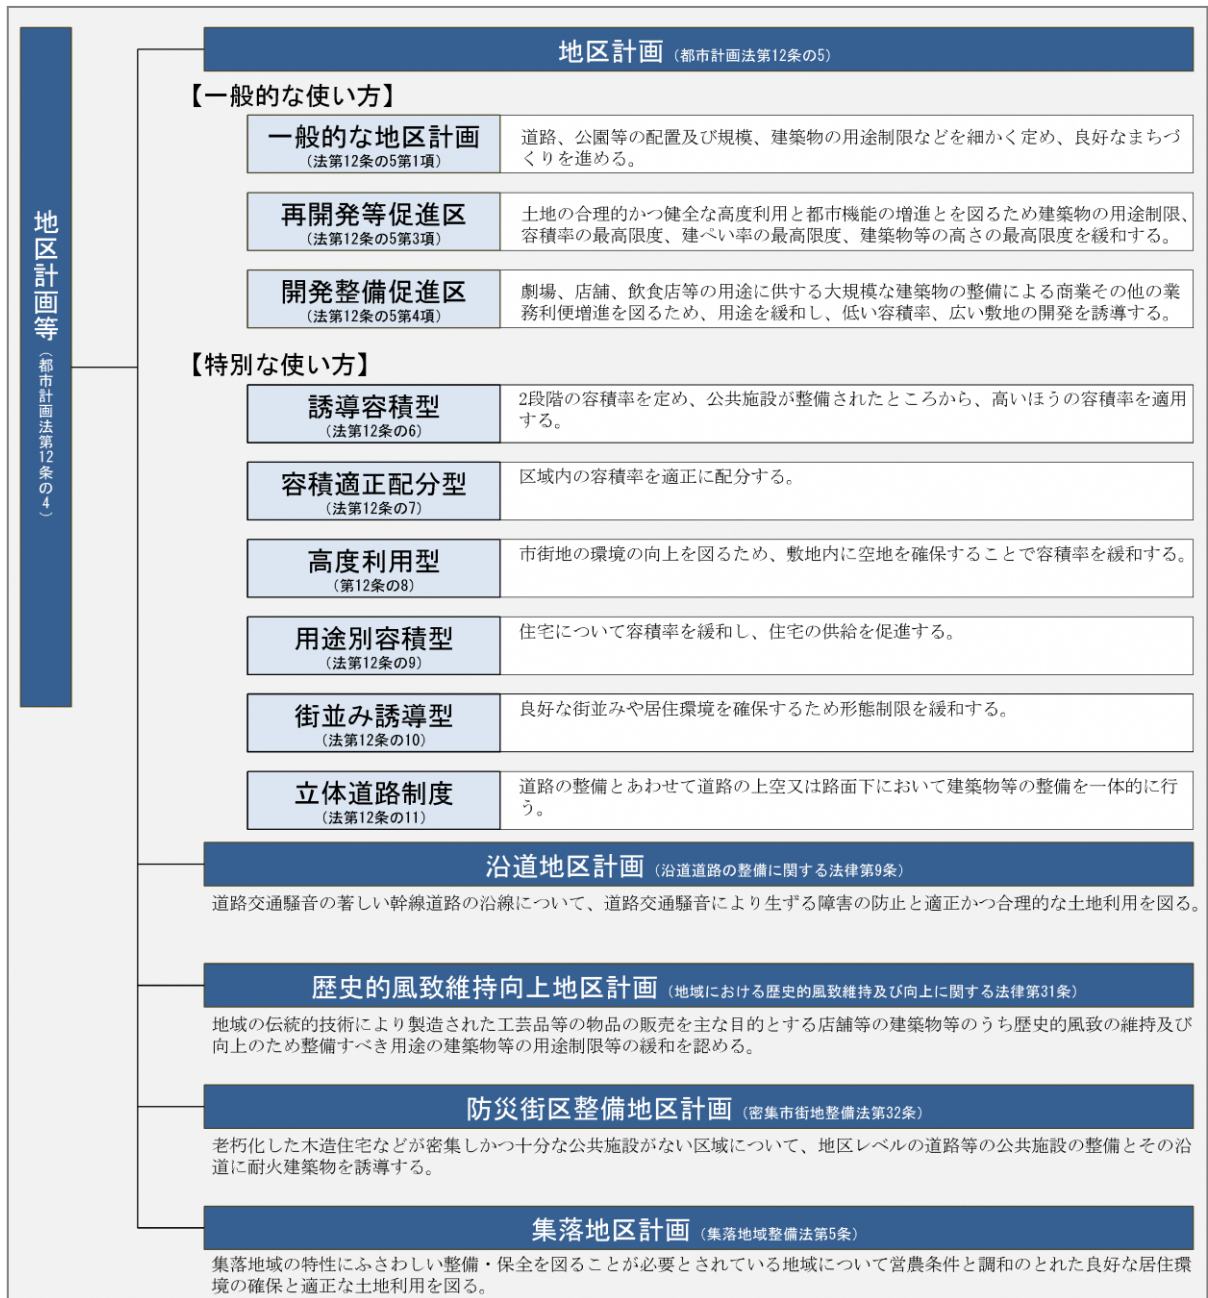 地区計画等（都市計画法第12条の4）
地区計画（都市計画法第12条の5）
【一般的な使い方】
一般的な地区計画
（法第12条の5第1項）
道路、公園等の配置及び規模、建築物の用途制限などを細かく定め、良好なまちづ
くりを進める。
再開発等促進区
（法第12条の5第3項）
土地の合理的かつ健全な高度利用と都市機能の増進とを図るため建築物の用途制限、
容積率の最高限度、建ぺい率の最高限度、建築物等の高さの最高限度を緩和する。
開発整備促進区
（法第12条の5第4項）
劇場、店舗、飲食店等の用途に供する大規模な建築物の整備による商業その他の業
務利便増進を図るため、用途を緩和し、低い容積率、広い敷地の開発を誘導する。
【特別な使い方】
誘導容積型
（法第12条の6）
2段階の容積率を定め、公共施設が整備されたところから、高いほうの容積率を適用
する。
容積適正配分型
（法第12条の7）
区域内の容積率を適正に配分する。
高度利用型
（第12条の8）
市街地の環境の向上を図るため、敷地内に空地を確保することで容積率を緩和する。
用途別容積型
（法第12条の9）
住宅について容積率を緩和し、住宅の供給を促進する。
街並み誘導型
（法第12条の10）
良好な街並みや居住環境を確保するため形態制限を緩和する。
立体道路制度
（法第12条の11）
道路の整備とあわせて道路の上空又は路面下において建築物等の整備を一体的に行
う。
沿道地区計画（沿道道路の整備に関する法律第9条）
道路交通騒音の著しい幹線道路の沿線について、道路交通騒音により生ずる障害の防止と適正かつ合理的な土地利用を図る。
歴史的風致維持向上地区計画（地域における歴史的風致維持及び向上に関する法律第31条）
地域の伝統的技術により製造された工芸品等の物品の販売を主な目的とする店舗等の建築物等のうち歴史的風致の維持及び
向上のため整備すべき用途の建築物等の用途制限等の緩和を認める。
防災街区整備地区計画（密集市街地整備法第32条）
老朽化した木造住宅などが密集しかつ十分な公共施設がない区域について、地区レベルの道路等の公共施設の整備とその沿
道に耐火建築物を誘導する。
集落地区計画（集落地域整備法第5条）
集落地域の特性にふさわしい整備・保全を図ることが必要とされている地域について営農条件と調和のとれた良好な居住環
境の確保と適正な土地利用を図る。